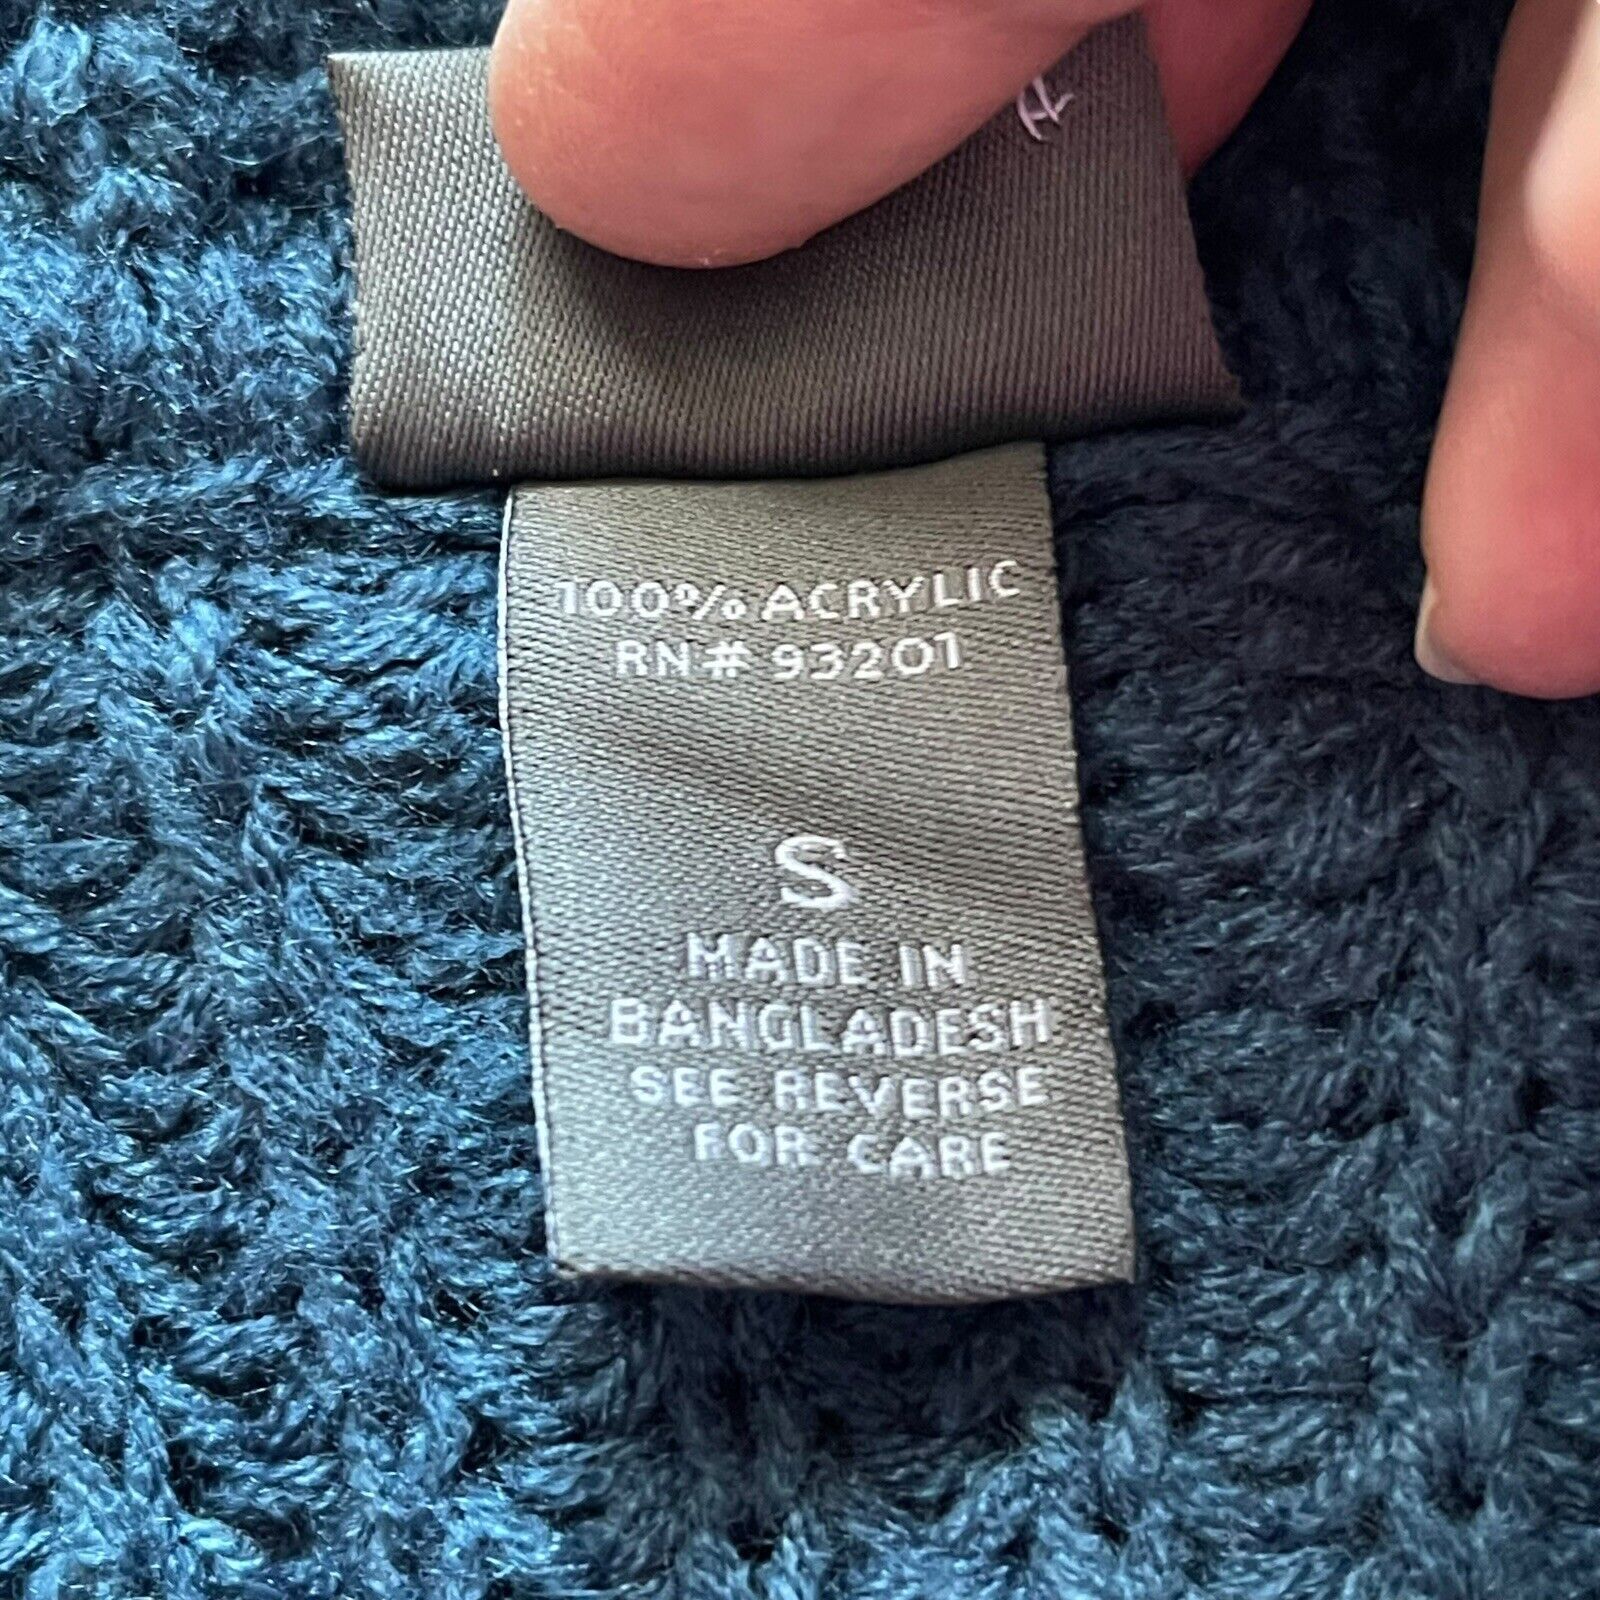 100% ACRYLIC
RN# 93201
S
MADE IN
BANGLADESH
SEE REVERSE
FOR CARE